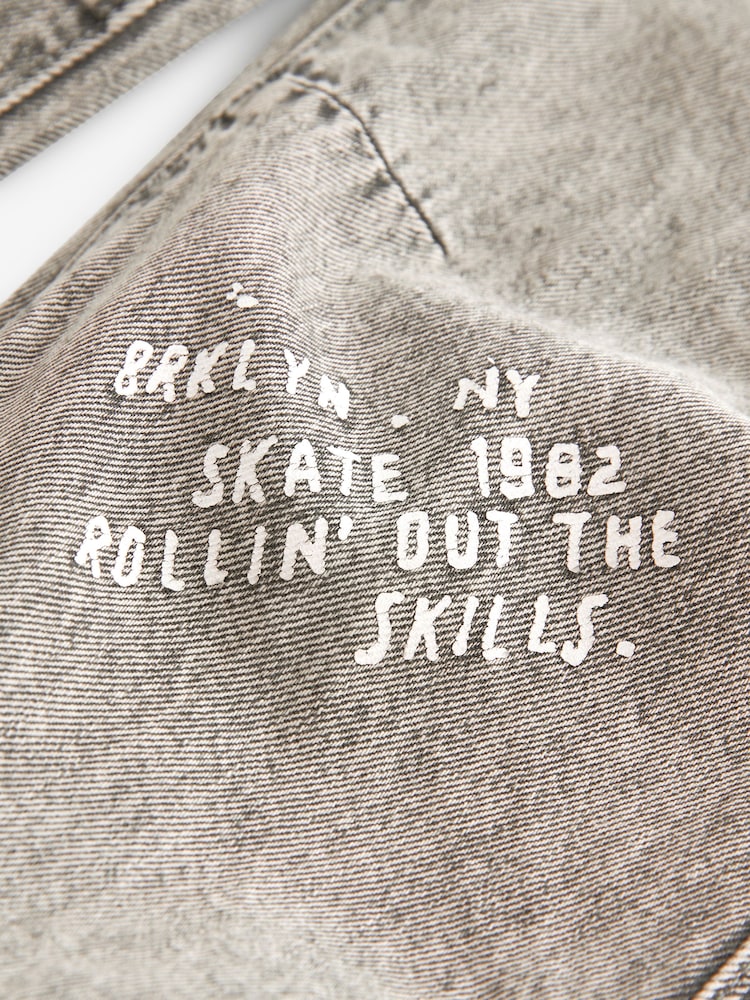 BRKLYN. NY
SKATE 1982
ROLLIN' OUT THE
SKILLS.